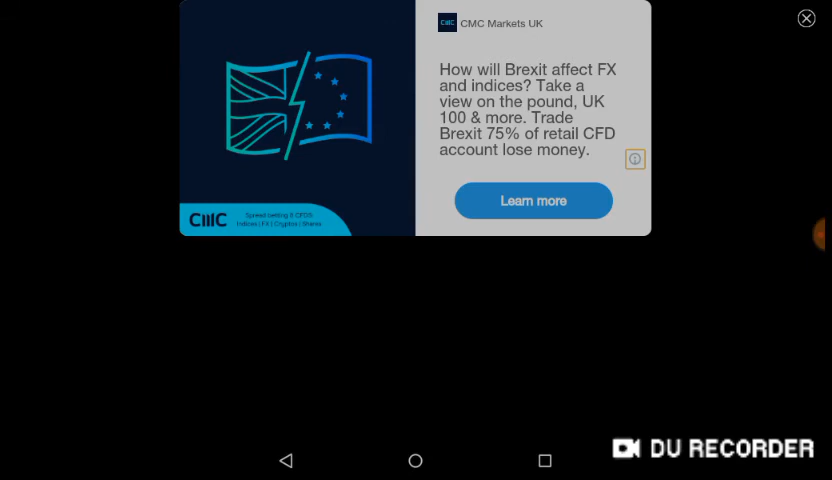 CMC CMC Markets UK
How will Brexit affect FX
and indices? Take a
view on the pound, UK
100 & more. Trade
Brexit 75% of retail CFD
account lose money.
Learn more
CMC Spread betting & CFDs
Indices | FX | Cryptos | Shares
DU RECORDER